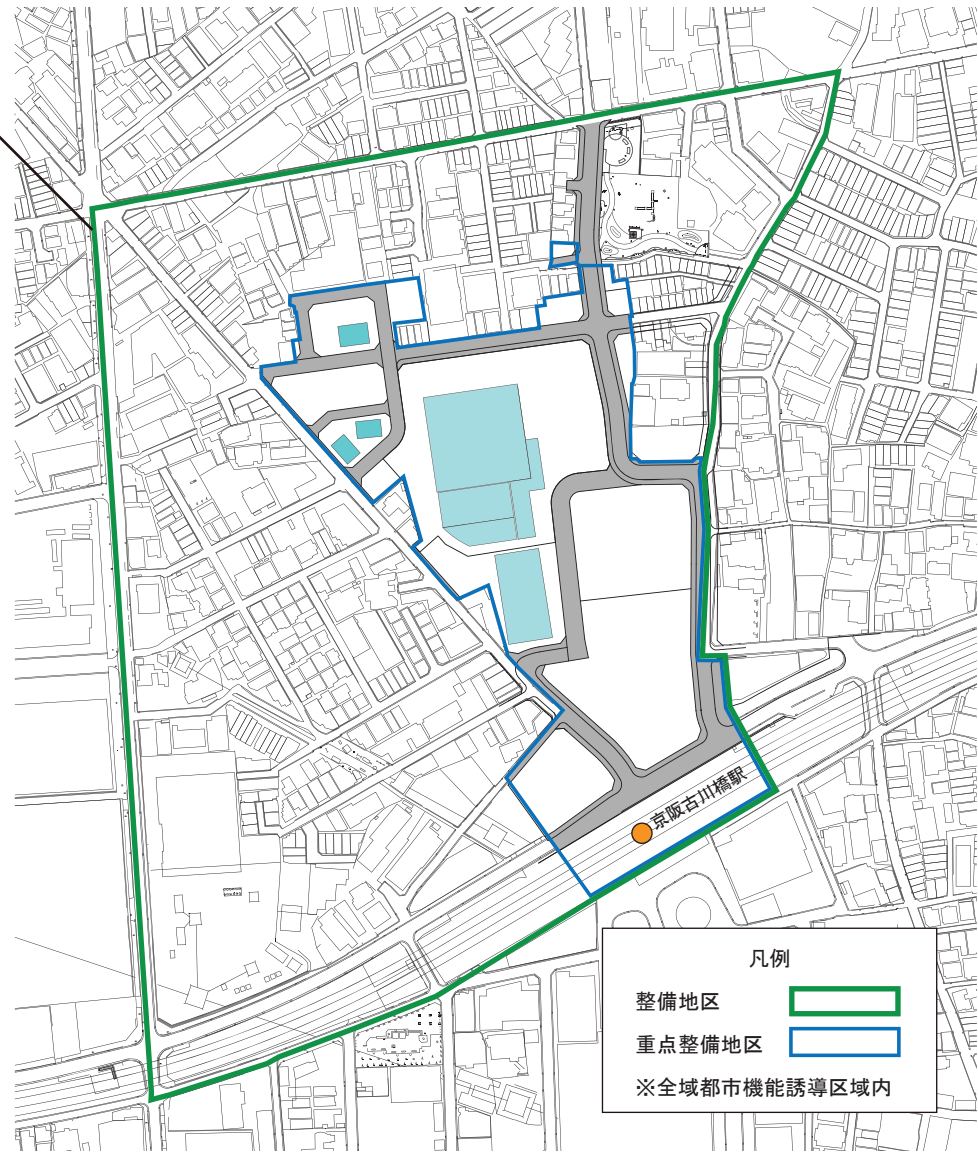 京阪古川橋駅
凡例
整備地区
重点整備地区
※全域都市機能誘導区域内